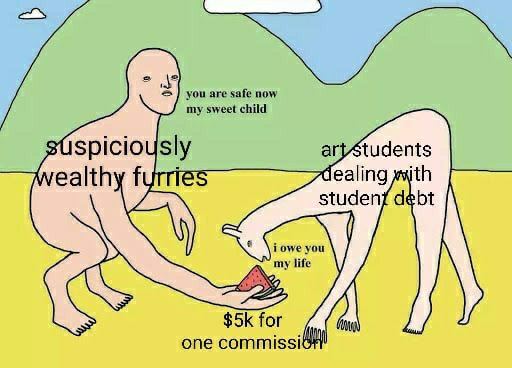 you are safe now
my sweet child
suspiciously
wealthy furries
art students
dealing with
student debt
i owe you
my life
$5k for
one commission